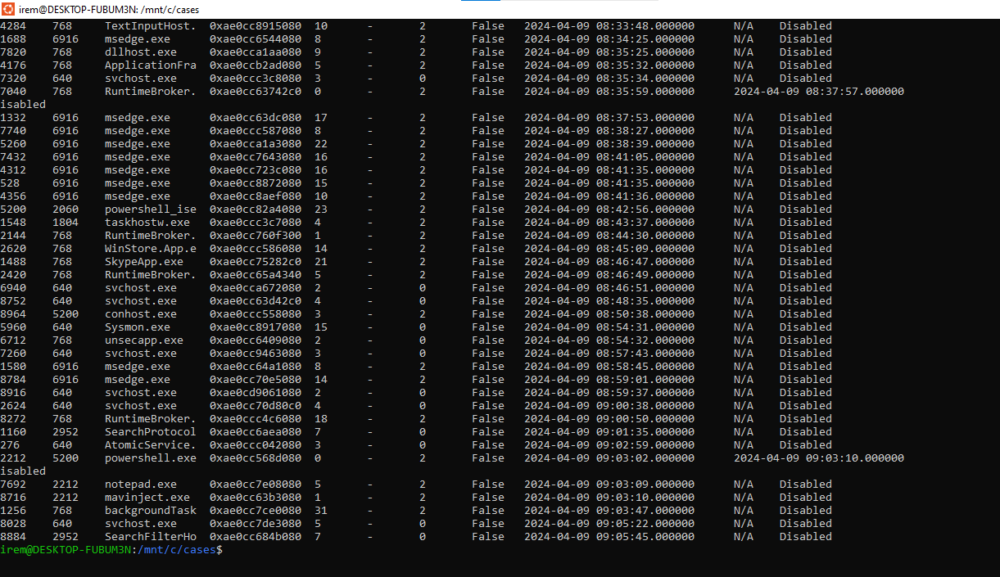 irem@DESKTOP-FUBUM3N: /mnt/c/cases
4284 768 TextInputHost. 0xae0cc8915080 10 - 2 False 2024-04-09 08:33:48.000000 N/A Disabled
1688 6916 msedge.exe 0xae0cc6544080 8 - 2 False 2024-04-09 08:34:25.000000 N/A Disabled
7820 768 dllhost.exe 0xae0cca1aa080 9 - 2 False 2024-04-09 08:35:25.000000 N/A Disabled
4176 768 ApplicationFra 0xae0ccb2ad080 5 - 2 False 2024-04-09 08:35:32.000000 N/A Disabled
7320 640 svchost.exe 0xae0ccc3c8080 3 - 0 False 2024-04-09 08:35:34.000000 N/A Disabled
7040 768 RuntimeBroker. 0xae0cc63742c0 0 - 2 False 2024-04-09 08:35:59.000000 2024-04-09 08:37:57.000000
isabled
1332 6916 msedge.exe 0xae0cc63dc080 17 - 2 False 2024-04-09 08:37:53.000000 N/A Disabled
7740 6916 msedge.exe 0xae0ccc587080 8 - 2 False 2024-04-09 08:38:27.000000 N/A Disabled
5260 6916 msedge.exe 0xae0cca1a3080 22 - 2 False 2024-04-09 08:38:39.000000 N/A Disabled
7432 6916 msedge.exe 0xae0cc7643080 16 - 2 False 2024-04-09 08:41:05.000000 N/A Disabled
4312 6916 msedge.exe 0xae0cc723c080 16 - 2 False 2024-04-09 08:41:35.000000 N/A Disabled
528 6916 msedge.exe 0xae0cc8872080 15 - 2 False 2024-04-09 08:41:35.000000 N/A Disabled
4356 6916 msedge.exe 0xae0cc8aef080 10 - 2 False 2024-04-09 08:41:36.000000 N/A Disabled
5200 2060 powershell_ise 0xae0cc82a4080 23 - 2 False 2024-04-09 08:42:56.000000 N/A Disabled
1548 1804 taskhostw.exe 0xae0ccc3c7080 4 - 2 False 2024-04-09 08:43:37.000000 N/A Disabled
2144 768 RuntimeBroker. 0xae0cc760f300 1 - 2 False 2024-04-09 08:44:30.000000 N/A Disabled
2620 768 WinStore.App.e 0xae0ccc586080 14 - 2 False 2024-04-09 08:45:09.000000 N/A Disabled
1488 768 SkypeApp.exe 0xae0cc75282c0 21 - 2 False 2024-04-09 08:46:47.000000 N/A Disabled
2420 768 RuntimeBroker. 0xae0cc65a4340 5 - 2 False 2024-04-09 08:46:49.000000 N/A Disabled
6940 640 svchost.exe 0xae0cca672080 2 - 0 False 2024-04-09 08:46:51.000000 N/A Disabled
8752 640 svchost.exe 0xae0cc63d42c0 4 - 0 False 2024-04-09 08:48:35.000000 N/A Disabled
8964 5200 conhost.exe 0xae0ccc558080 3 - 2 False 2024-04-09 08:50:38.000000 N/A Disabled
5960 640 Sysmon.exe 0xae0cc8917080 15 - 0 False 2024-04-09 08:54:31.000000 N/A Disabled
6712 768 unsecapp.exe 0xae0cc6409080 2 - 0 False 2024-04-09 08:54:32.000000 N/A Disabled
7260 640 svchost.exe 0xae0cc9463080 3 - 0 False 2024-04-09 08:57:43.000000 N/A Disabled
1580 6916 msedge.exe 0xae0cc64a1080 8 - 2 False 2024-04-09 08:58:45.000000 N/A Disabled
8784 6916 msedge.exe 0xae0cc70e5080 14 - 2 False 2024-04-09 08:59:01.000000 N/A Disabled
8916 640 svchost.exe 0xae0cd9061080 2 - 0 False 2024-04-09 08:59:37.000000 N/A Disabled
2624 640 svchost.exe 0xae0cc70d80c0 4 - 0 False 2024-04-09 09:00:38.000000 N/A Disabled
8272 768 RuntimeBroker. 0xae0ccc4c6080 18 - 2 False 2024-04-09 09:00:50.000000 N/A Disabled
1160 2952 SearchProtocol 0xae0cc6aea080 7 - 0 False 2024-04-09 09:01:35.000000 N/A Disabled
276 640 AtomicService. 0xae0ccc042080 3 - 0 False 2024-04-09 09:02:59.000000 N/A Disabled
2212 5200 powershell.exe 0xae0cc568d080 0 - 2 False 2024-04-09 09:03:02.000000 2024-04-09 09:03:10.000000
isabled
7692 2212 notepad.exe 0xae0cc7e08080 5 - 2 False 2024-04-09 09:03:09.000000 N/A Disabled
8716 2212 mavinject.exe 0xae0cc63b3080 1 - 2 False 2024-04-09 09:03:10.000000 N/A Disabled
1256 768 backgroundTask 0xae0cc7ce0080 31 - 2 False 2024-04-09 09:03:47.000000 N/A Disabled
8028 640 svchost.exe 0xae0cc7de3080 5 - 0 False 2024-04-09 09:05:22.000000 N/A Disabled
8884 2952 SearchFilterHo 0xae0cc684b080 7 - 0 False 2024-04-09 09:05:45.000000 N/A Disabled
irem@DESKTOP-FUBUM3N:/mnt/c/cases$